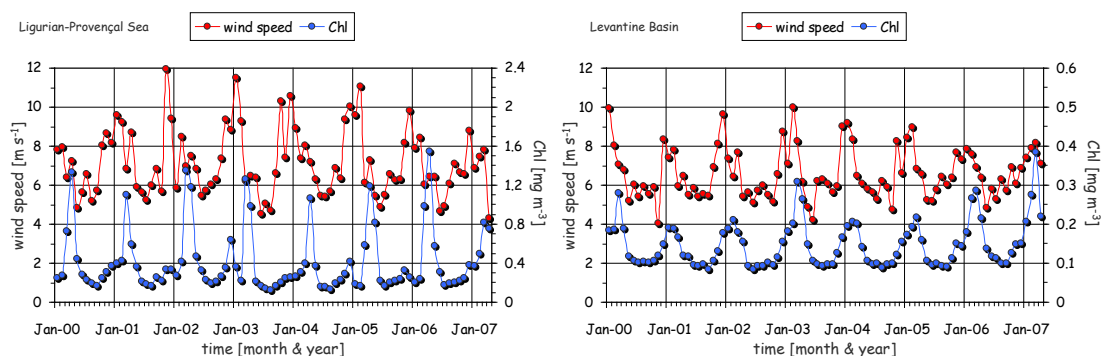 Ligurian-Provençal Sea
wind speed Chl
12
10
8
6
4
2
0
wind speed [m s-1]
2.4
2
1.6
1.2
0.8
0.4
0
Chl [mg m-3]
Jan-00 Jan-01 Jan-02 Jan-03 Jan-04 Jan-05 Jan-06 Jan-07
time [month & year]
Levantine Basin
wind speed Chl
12
10
8
6
4
2
0
wind speed [m s-1]
0.6
0.5
0.4
0.3
0.2
0.1
0
Chl [mg m-3]
Jan-00 Jan-01 Jan-02 Jan-03 Jan-04 Jan-05 Jan-06 Jan-07
time [month & year]